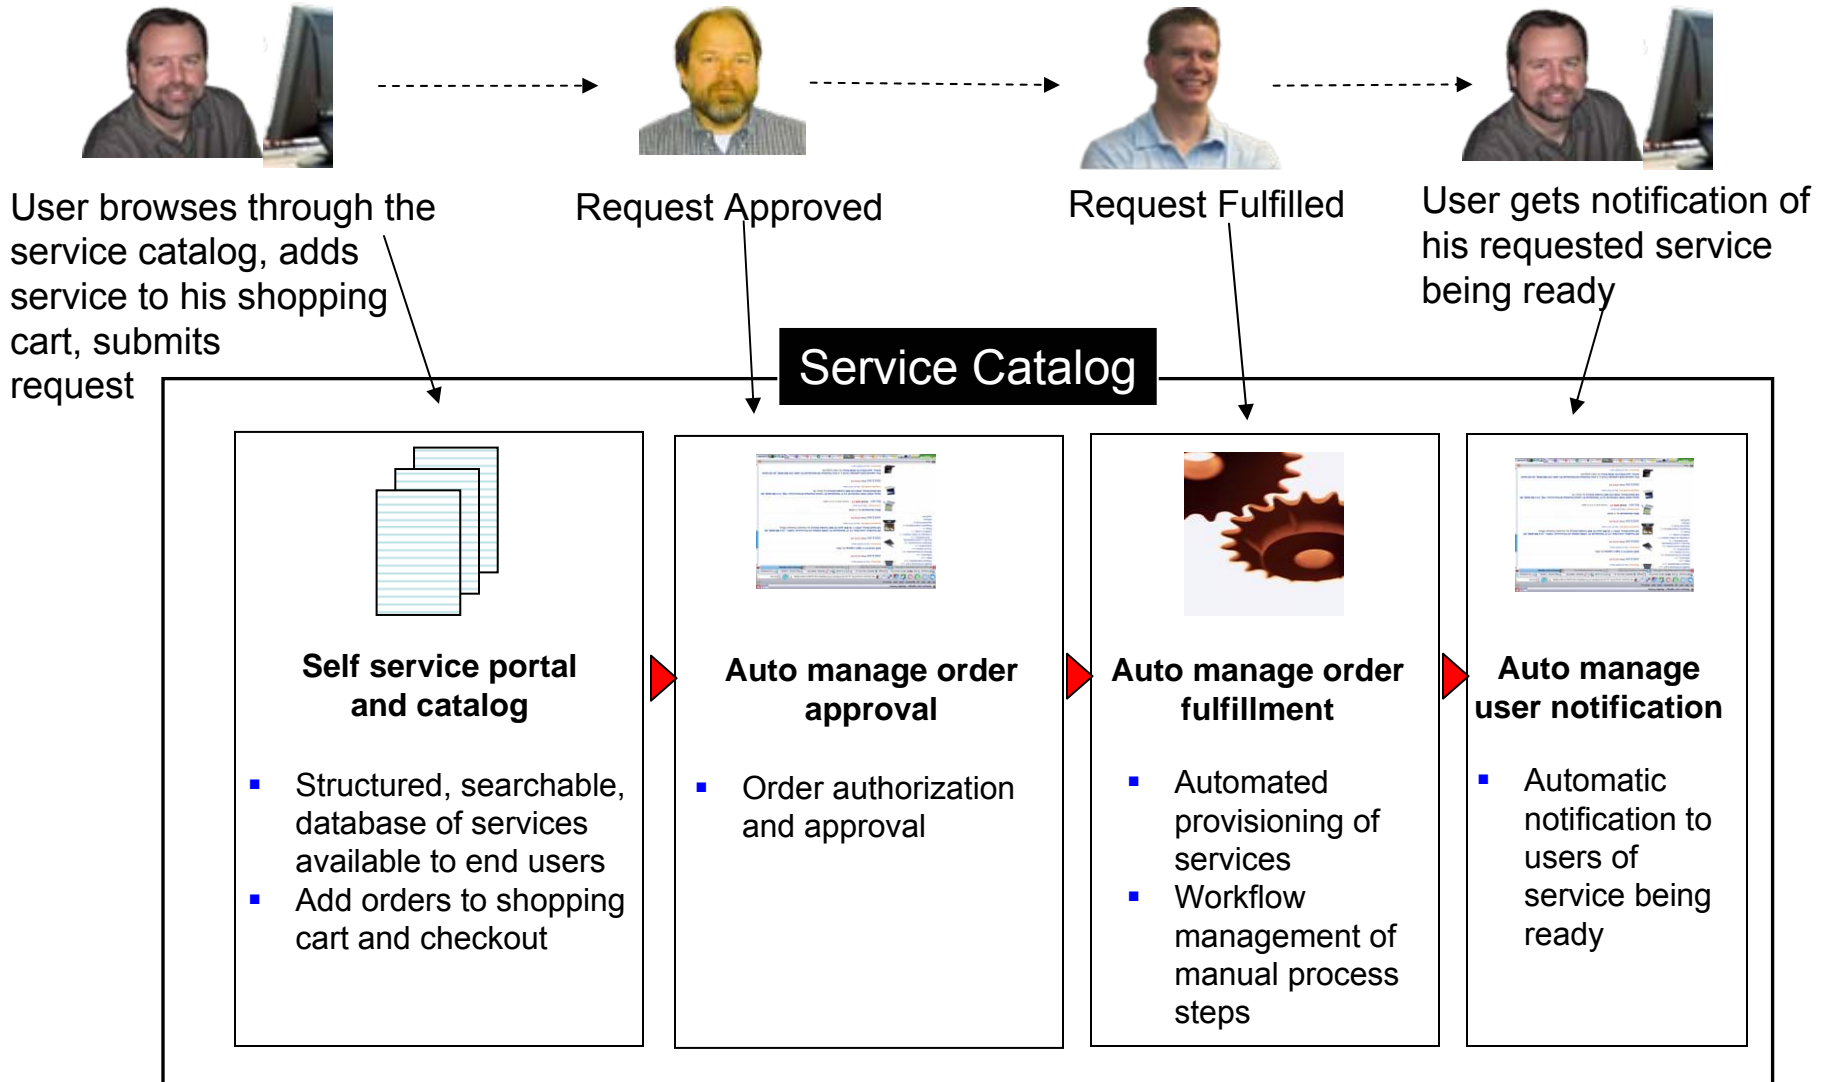 User browses through the
service catalog, adds
service to his shopping
cart, submits
request
Request Approved
Request Fulfilled
User gets notification of
his requested service
being ready
Service Catalog
Self service portal
and catalog
▪ Structured, searchable,
database of services
available to end users
▪ Add orders to shopping
cart and checkout
Auto manage order
approval
▪ Order authorization
and approval
Auto manage order
fulfillment
▪ Automated
provisioning of
services
▪ Workflow
management of
manual process
steps
Auto manage
user notification
▪ Automatic
notification to
users of
service being
ready